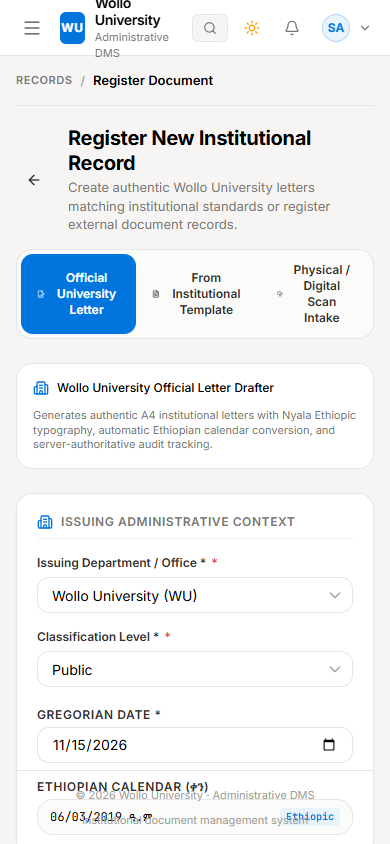 Wollo
University
Administrative
DMS
WU
SA
RECORDS / Register Document
Register New Institutional
Record
Create authentic Wollo University letters
matching institutional standards or register
external document records.
Official
University
Letter
From
Institutional
Template
Physical /
Digital
Scan
Intake
Wollo University Official Letter Drafter
Generates authentic A4 institutional letters with Nyala Ethiopic
typography, automatic Ethiopian calendar conversion, and
server-authoritative audit tracking.
ISSUING ADMINISTRATIVE CONTEXT
Issuing Department / Office * *
Wollo University (WU)
Classification Level * *
Public
GREGORIAN DATE *
11/15/2026
ETHIOPIAN CALENDAR (ቀን)
© 2026 Wollo University · Administrative DMS
06/03/2019 ዓ.ም
Ethiopic
Institutional document management system